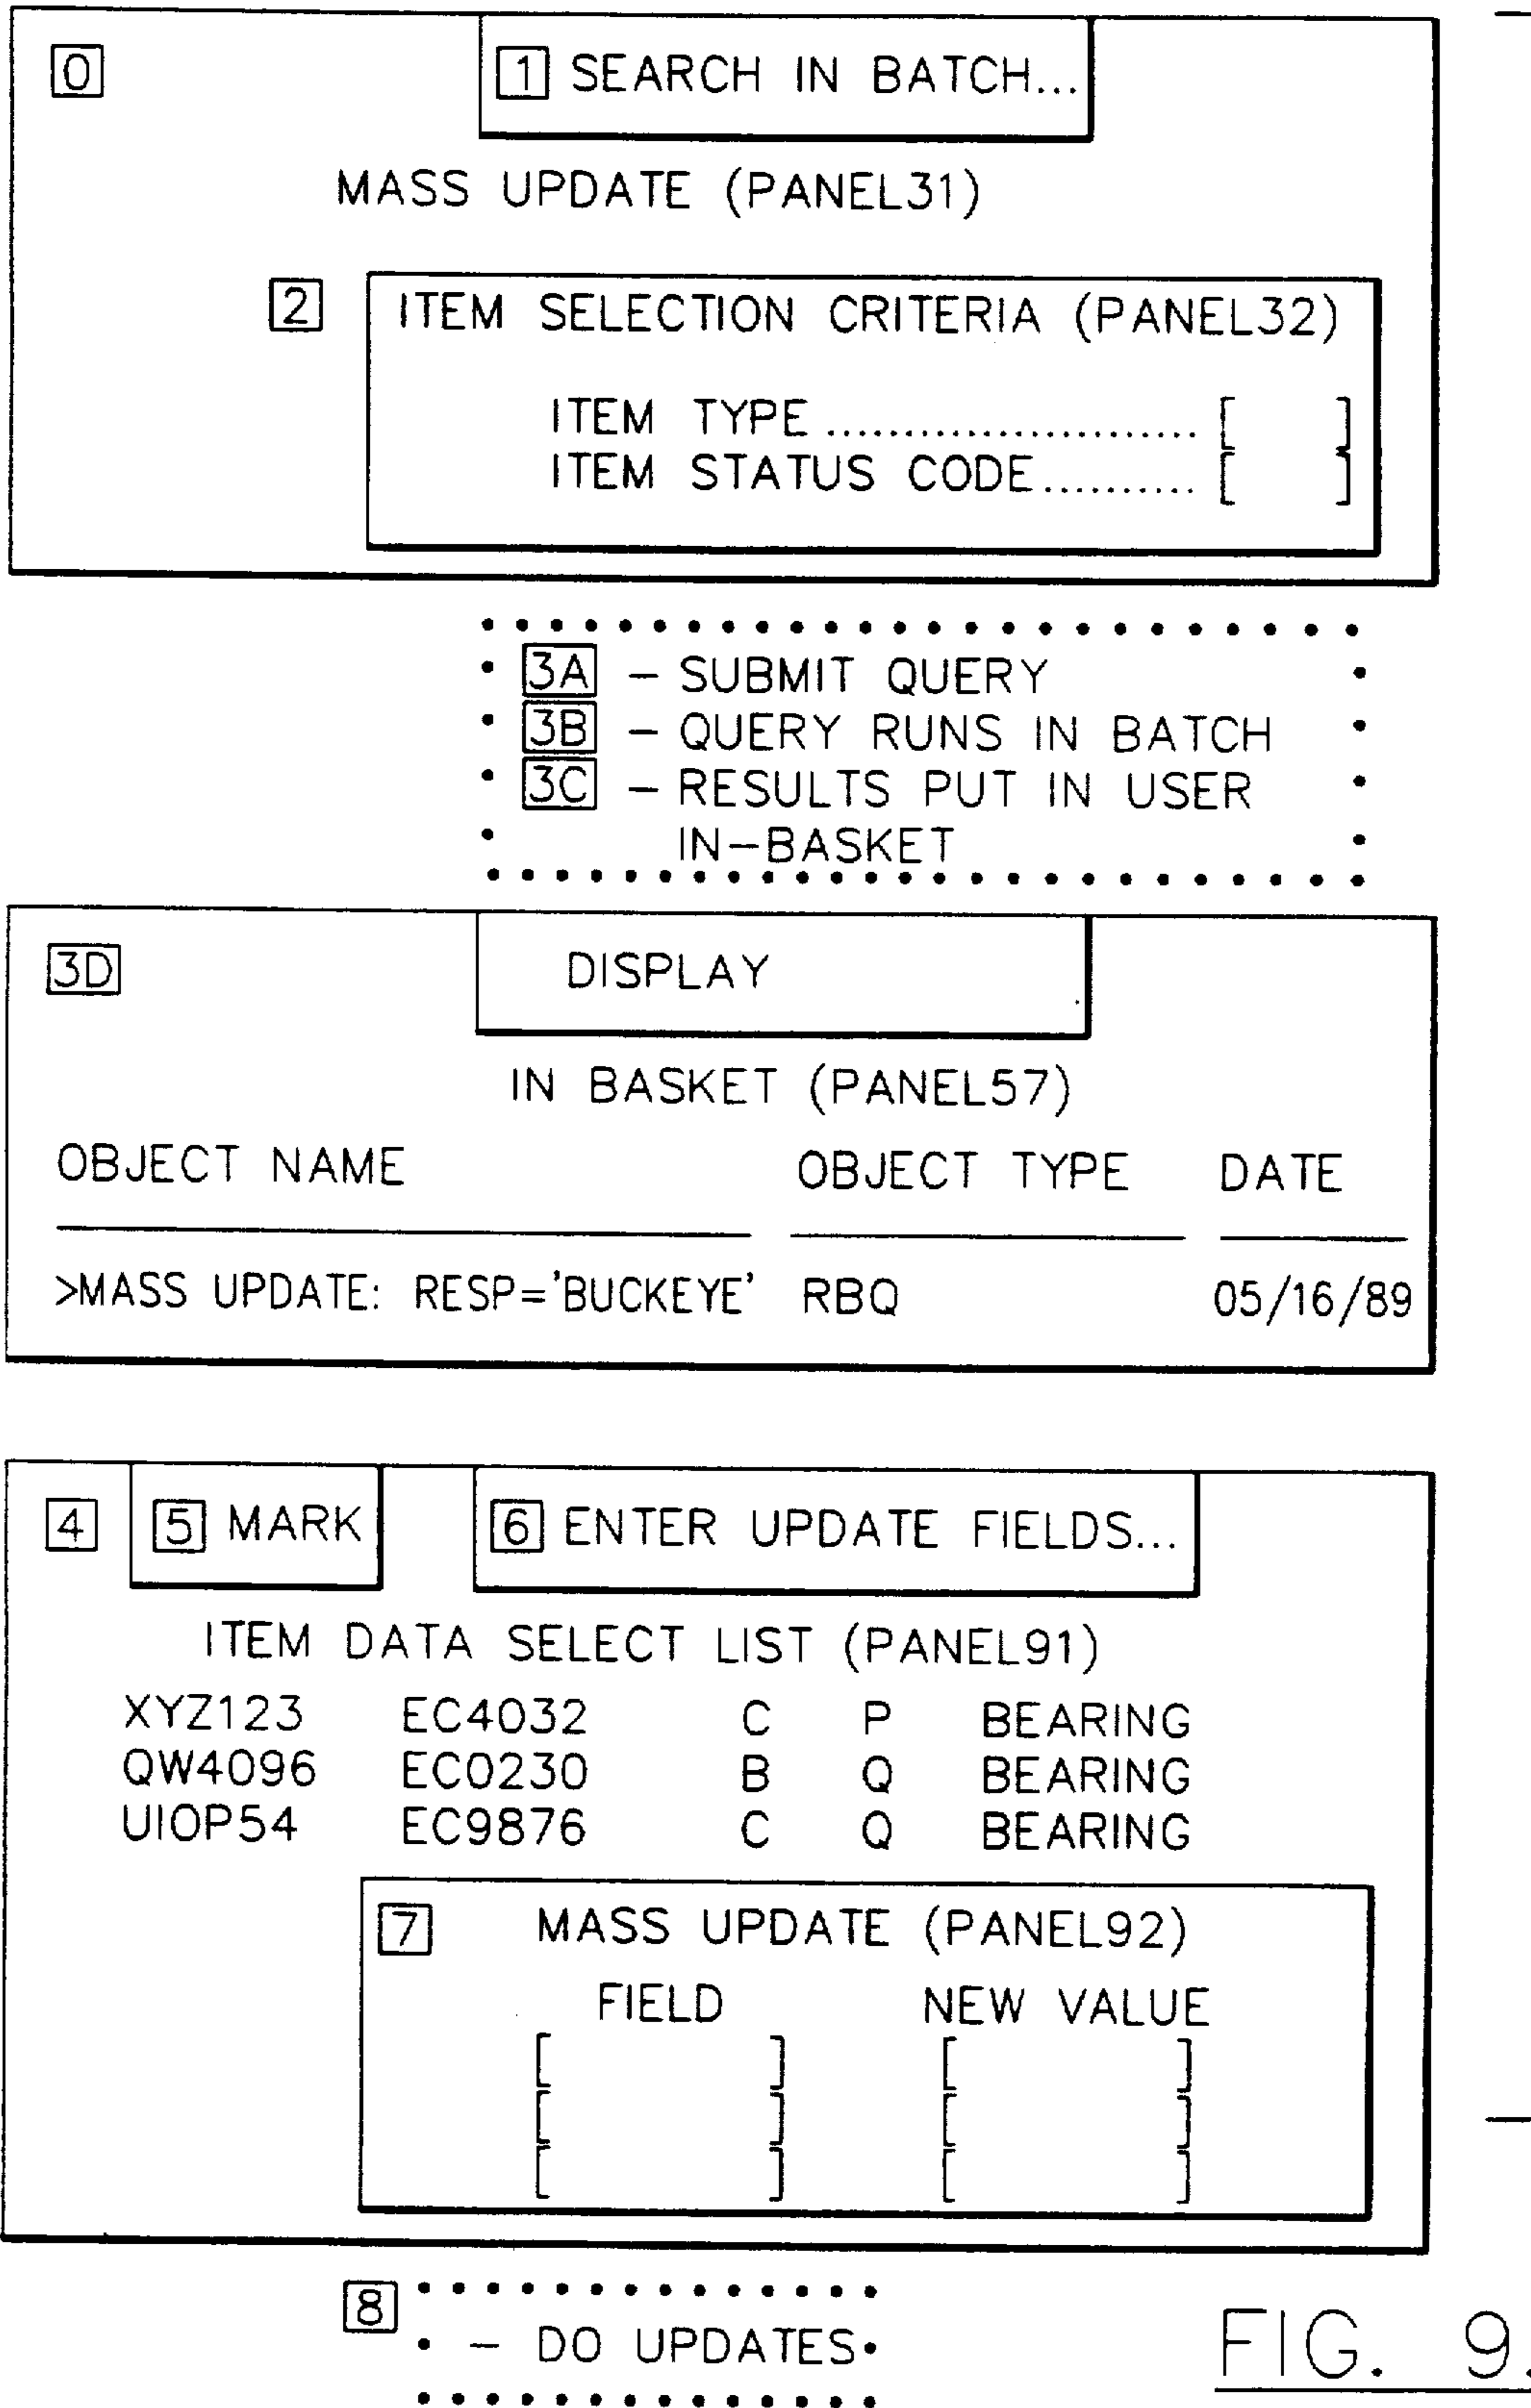 0
1 SEARCH IN BATCH...
MASS UPDATE (PANEL31)
2 ITEM SELECTION CRITERIA (PANEL32)
ITEM TYPE........................ [ ]
ITEM STATUS CODE.......... [ ]
3A – SUBMIT QUERY
3B – QUERY RUNS IN BATCH
3C – RESULTS PUT IN USER
IN-BASKET
3D DISPLAY
IN BASKET (PANEL57)
OBJECT NAME OBJECT TYPE DATE
>MASS UPDATE: RESP='BUCKEYE' RBQ 05/16/89
4 5 MARK 6 ENTER UPDATE FIELDS...
ITEM DATA SELECT LIST (PANEL91)
XYZ123 EC4032 C P BEARING
QW4096 EC0230 B Q BEARING
UIOP54 EC9876 C Q BEARING
7 MASS UPDATE (PANEL92)
FIELD NEW VALUE
[ ] [ ]
[ ] [ ]
[ ] [ ]
8
– DO UPDATES
FIG. 9.